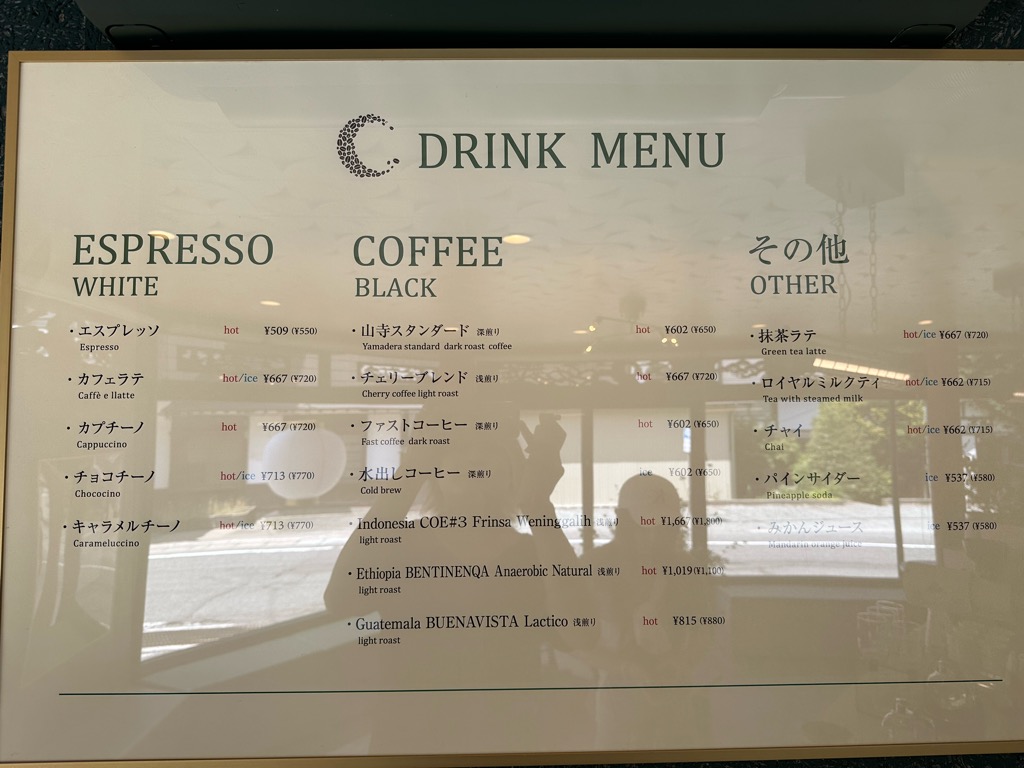 DRINK MENU
ESPRESSO
WHITE
・エスプレッソ hot ¥509 (¥550)
Espresso
・カフェラテ hot/ice ¥667 (¥720)
Caffè e llatte
・カプチーノ hot ¥667 (¥720)
Cappuccino
・チョコチーノ hot/ice ¥713 (¥770)
Chococino
・キャラメルチーノ hot/ice ¥713 (¥770)
Carameluccino
COFFEE
BLACK
・山寺スタンダード 深煎り hot ¥602 (¥650)
Yamadera standard dark roast coffee
・チェリーブレンド 浅煎り hot ¥667 (¥720)
Cherry coffee light roast
・ファストコーヒー 深煎り hot ¥602 (¥650)
Fast coffee dark roast
・水出しコーヒー 深煎り ice ¥602 (¥650)
Cold brew
・Indonesia COE#3 Frinsa Weninggalih 浅煎り hot ¥1,667 (¥1,800)
light roast
・Ethiopia BENTINENQA Anaerobic Natural 浅煎り hot ¥1,019 (¥1,100)
light roast
・Guatemala BUENAVISTA Lactico 浅煎り hot ¥815 (¥880)
light roast
その他
OTHER
・抹茶ラテ hot/ice ¥667 (¥720)
Green tea latte
・ロイヤルミルクティ hot/ice ¥662 (¥715)
Tea with steamed milk
・チャイ hot/ice ¥662 (¥715)
Chai
・パインサイダー ice ¥537 (¥580)
Pineapple soda
・みかんジュース ice ¥537 (¥580)
Mandarin orange juice